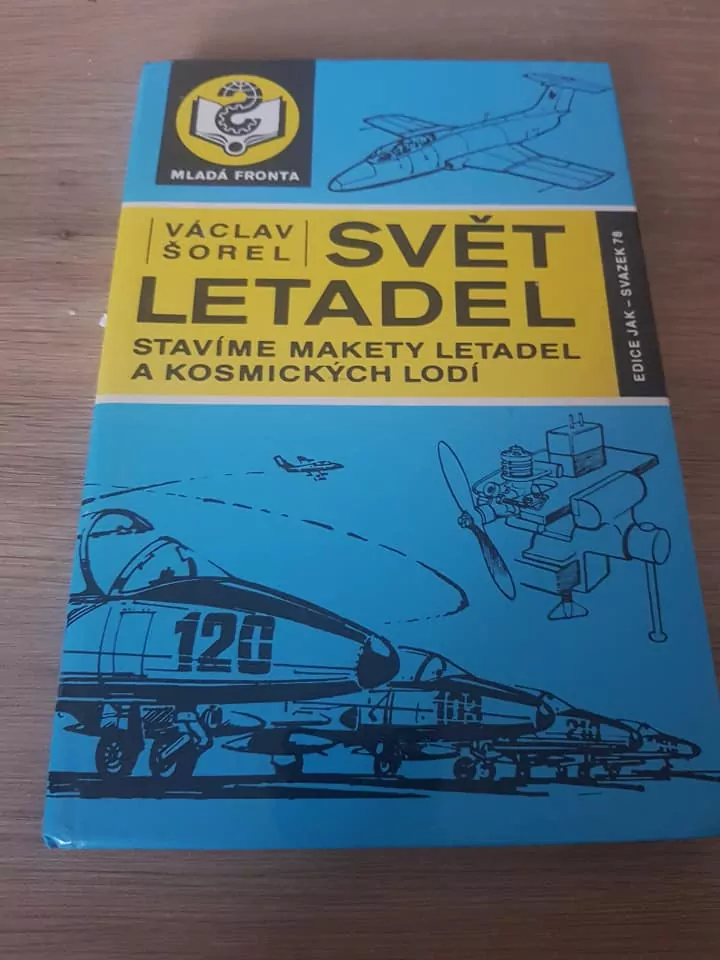 MLADÁ FRONTA
VÁCLAV
ŠOREL
SVĚT
LETADEL
STAVÍME MAKETY LETADEL
A KOSMICKÝCH LODÍ
EDICE JAK – SVAZEK 78
120